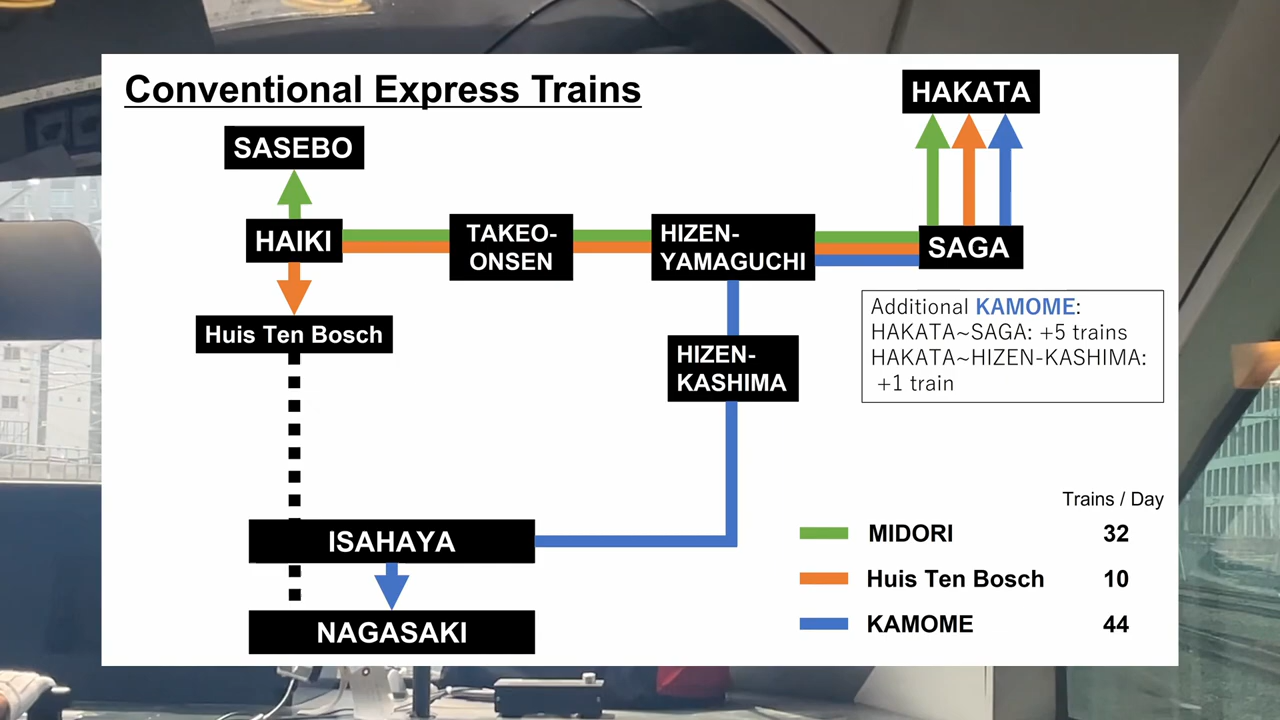 Conventional Express Trains
HAKATA
SASEBO
HAIKI
TAKEO-
ONSEN
HIZEN-
YAMAGUCHI
SAGA
Huis Ten Bosch
HIZEN-
KASHIMA
Additional KAMOME:
HAKATA~SAGA: +5 trains
HAKATA~HIZEN-KASHIMA:
+1 train
ISAHAYA
NAGASAKI
Trains / Day
MIDORI 32
Huis Ten Bosch 10
KAMOME 44